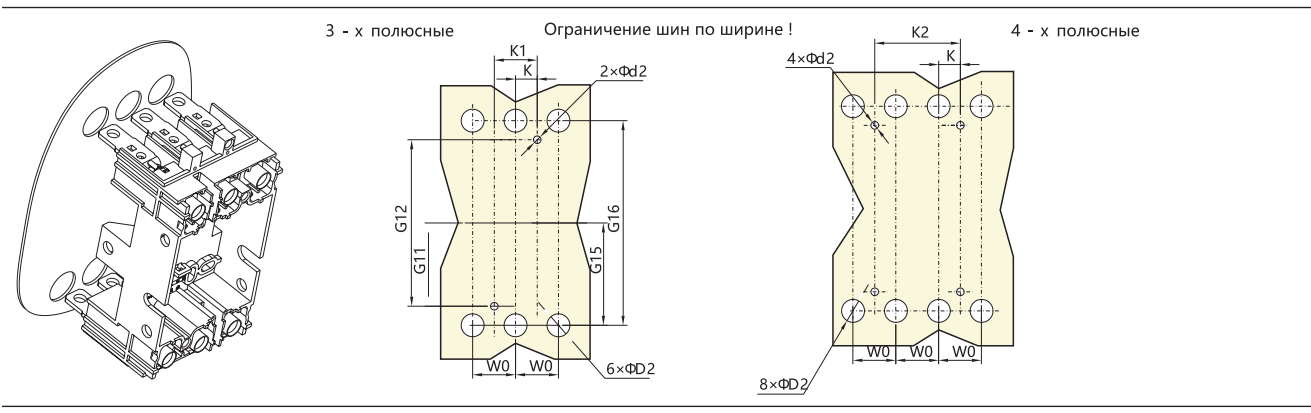 3 - х полюсные
Ограничение шин по ширине !
4 - х полюсные
K1
K
2×Φd2
G12
G11
G16
G15
W0
W0
6×ΦD2
K2
K
4×Φd2
W0
W0
W0
8×ΦD2